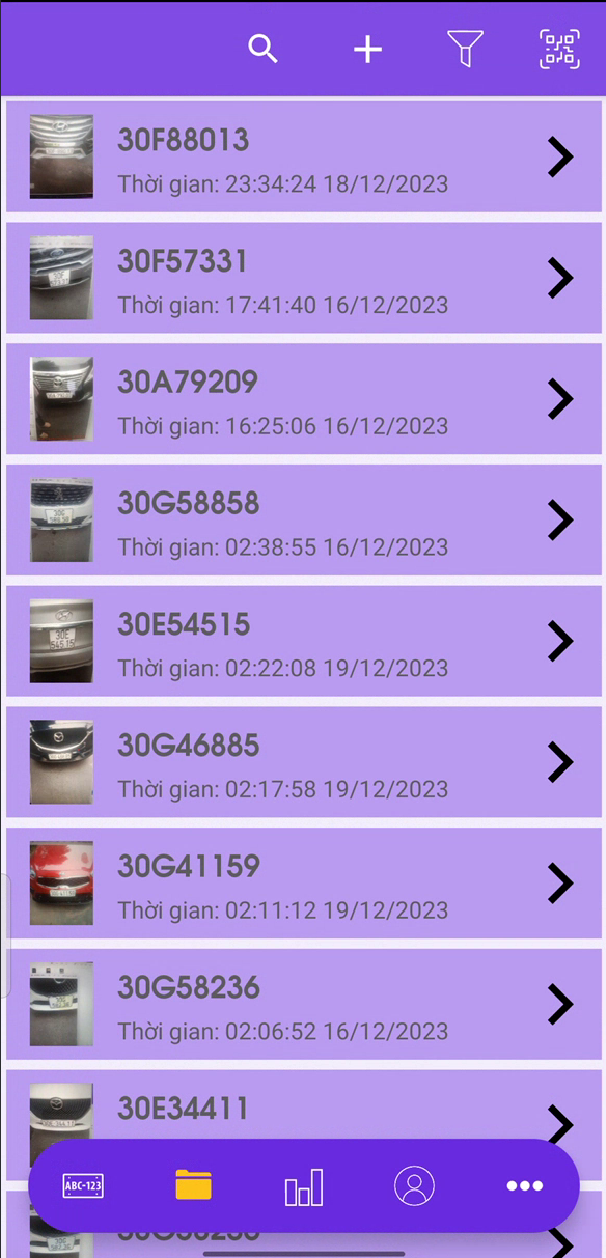 30F88013
Thời gian: 23:34:24 18/12/2023
30F57331
Thời gian: 17:41:40 16/12/2023
30A79209
Thời gian: 16:25:06 16/12/2023
30G58858
Thời gian: 02:38:55 16/12/2023
30E54515
Thời gian: 02:22:08 19/12/2023
30G46885
Thời gian: 02:17:58 19/12/2023
30G41159
Thời gian: 02:11:12 19/12/2023
30G58236
Thời gian: 02:06:52 16/12/2023
30E34411
ABC-123